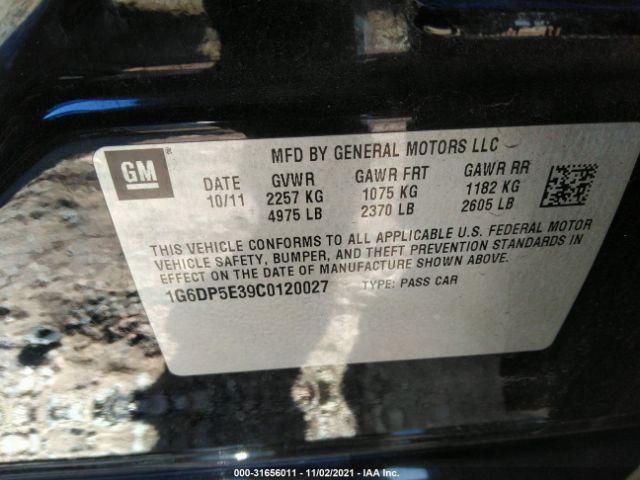 GM ®
MFD BY GENERAL MOTORS LLC
DATE GVWR GAWR FRT GAWR RR
10/11 2257 KG 1075 KG 1182 KG
4975 LB 2370 LB 2605 LB
THIS VEHICLE CONFORMS TO ALL APPLICABLE U.S. FEDERAL MOTOR
VEHICLE SAFETY, BUMPER, AND THEFT PREVENTION STANDARDS IN
EFFECT ON THE DATE OF MANUFACTURE SHOWN ABOVE.
1G6DP5E39C0120027 TYPE: PASS CAR
000-31656011 - 11/02/2021 - IAA Inc.